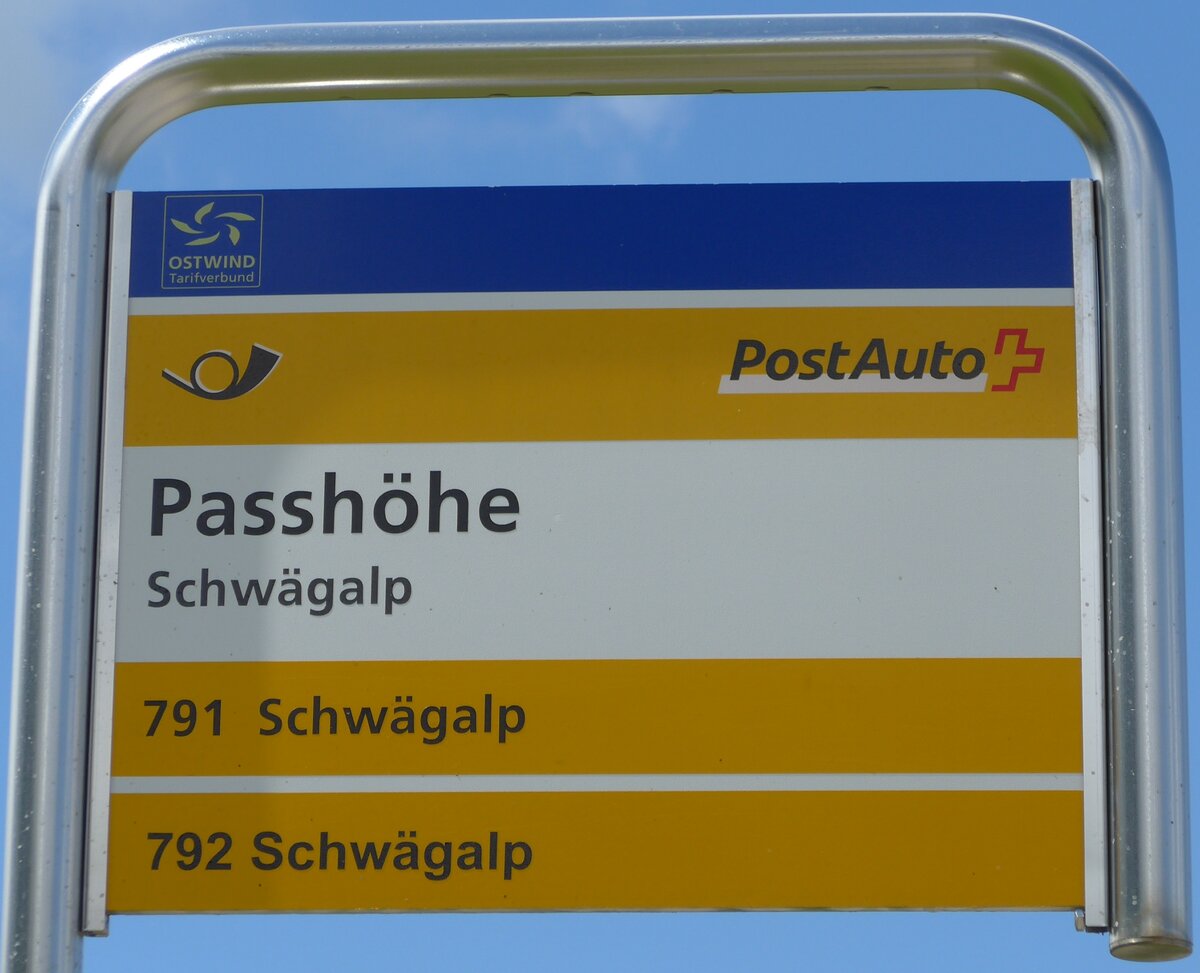 OSTWIND
Tarifverbund
PostAuto
Passhöhe
Schwägalp
791 Schwägalp
792 Schwägalp